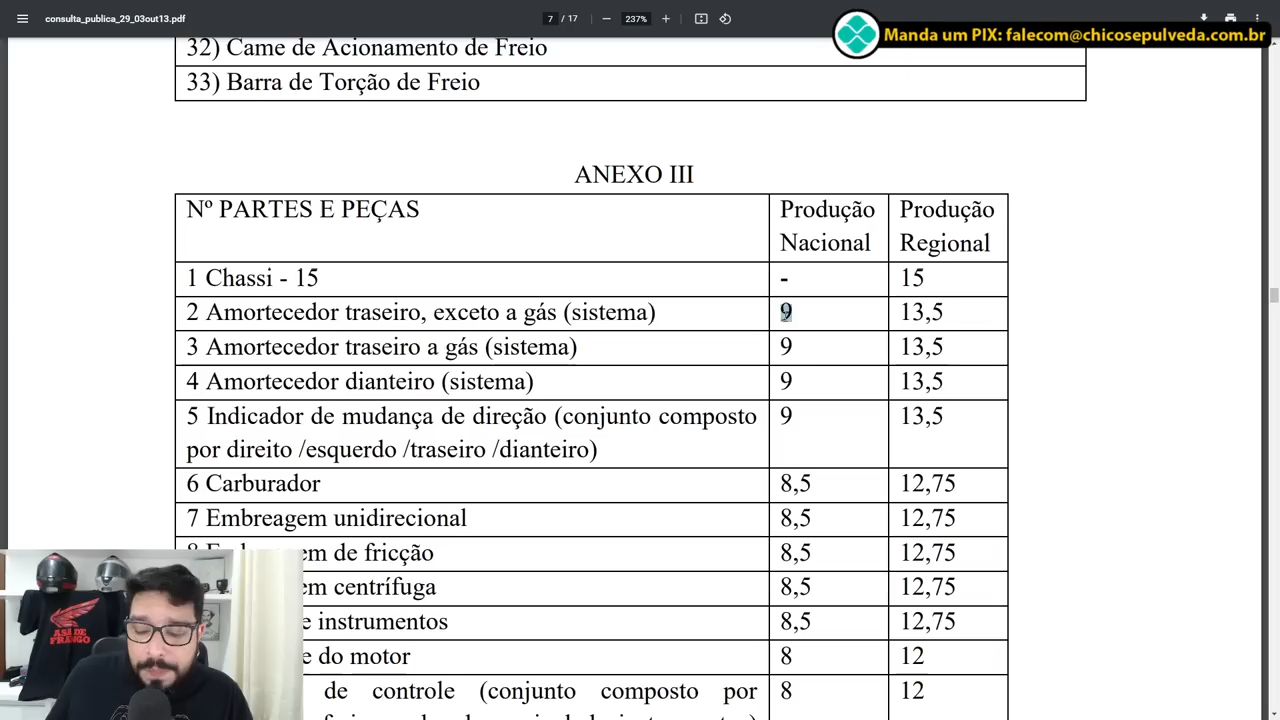 consulta_publica_29_03out13.pdf
7 / 17
237%
Manda um PIX: falecom@chicosepulveda.com.br
32) Came de Acionamento de Freio
33) Barra de Torção de Freio
ANEXO III
Nº PARTES E PEÇAS Produção Nacional Produção Regional
1 Chassi - 15 - 15
2 Amortecedor traseiro, exceto a gás (sistema) 9 13,5
3 Amortecedor traseiro a gás (sistema) 9 13,5
4 Amortecedor dianteiro (sistema) 9 13,5
5 Indicador de mudança de direção (conjunto composto 9 13,5
por direito /esquerdo /traseiro /dianteiro)
6 Carburador 8,5 12,75
7 Embreagem unidirecional 8,5 12,75
de fricção 8,5 12,75
centrífuga 8,5 12,75
instrumentos 8,5 12,75
do motor 8 12
de controle (conjunto composto por 8 12
ASA DE
FRANGO